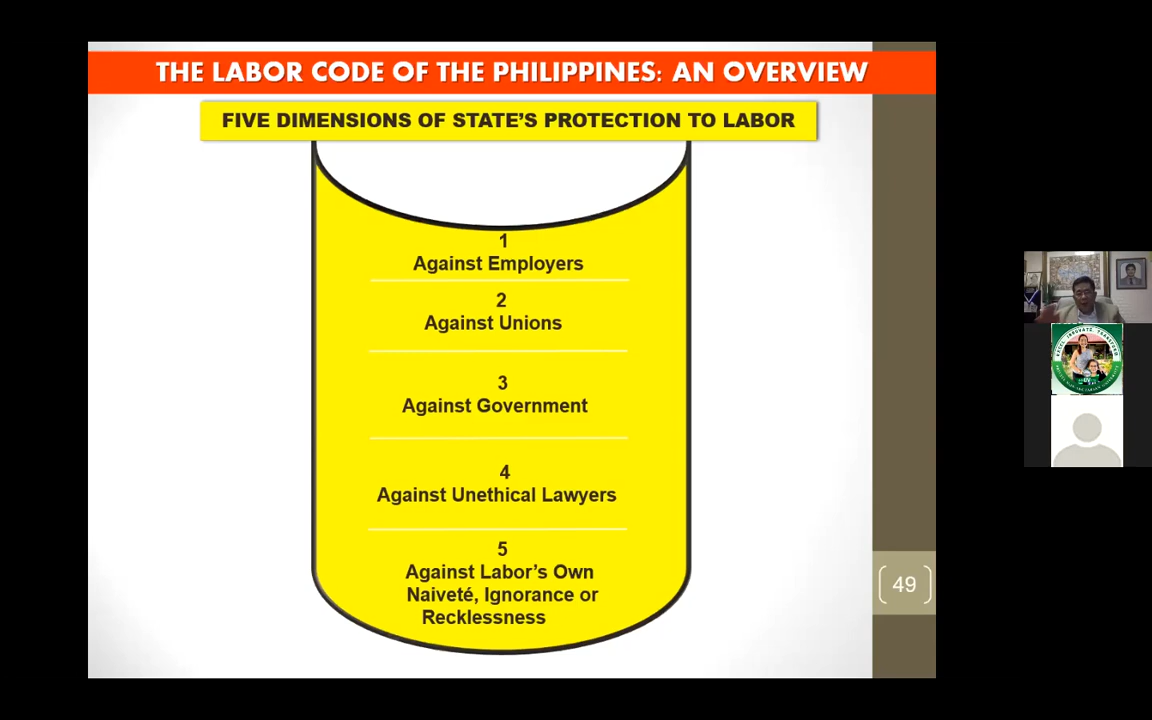 THE LABOR CODE OF THE PHILIPPINES: AN OVERVIEW
FIVE DIMENSIONS OF STATE'S PROTECTION TO LABOR
1
Against Employers
2
Against Unions
3
Against Government
4
Against Unethical Lawyers
5
Against Labor's Own
Naiveté, Ignorance or
Recklessness
49